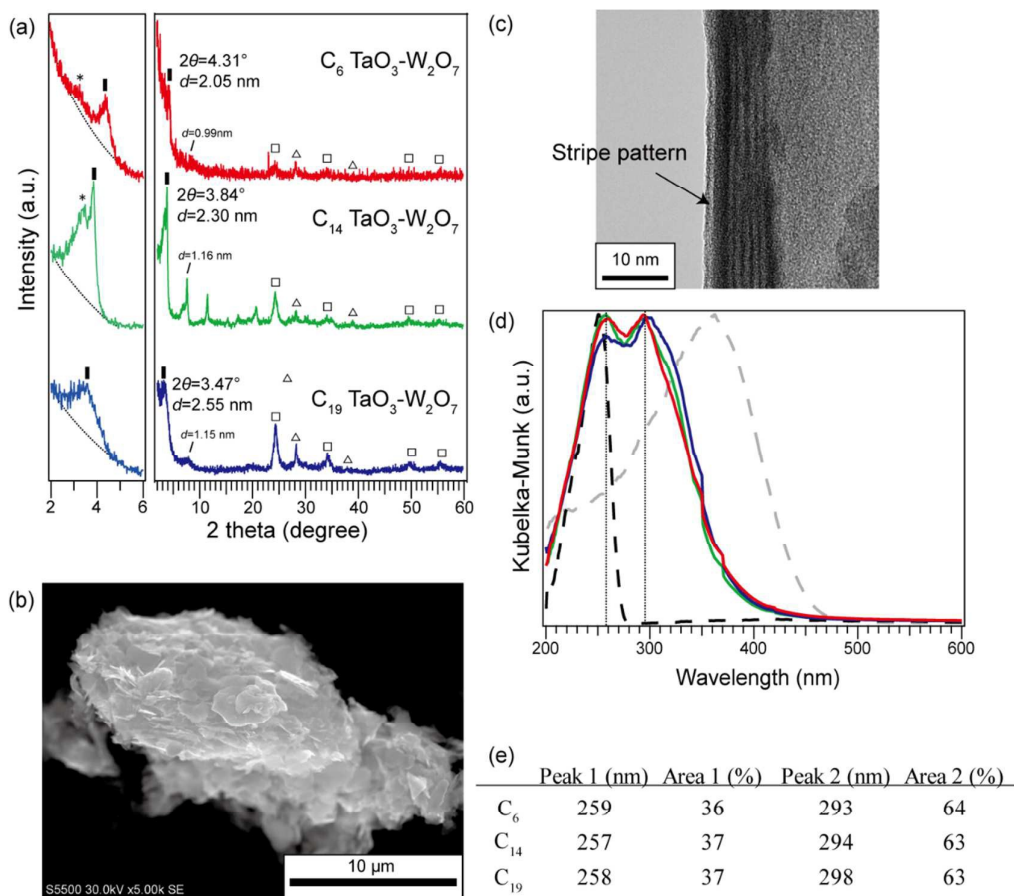 (a)
Intensity (a.u.)
*
2θ=4.31°
d=2.05 nm
C6 TaO3-W2O7
d=0.99nm
*
2θ=3.84°
d=2.30 nm
C14 TaO3-W2O7
d=1.16 nm
2θ=3.47°
d=2.55 nm
C19 TaO3-W2O7
d=1.15 nm
2 4 6
10 20 30 40 50 60
2 theta (degree)
(b)
S5500 30.0kV x5.00k SE
10 µm
(c)
Stripe pattern
10 nm
(d)
Kubelka-Munk (a.u.)
200 300 400 500 600
Wavelength (nm)
(e)
Peak 1 (nm) Area 1 (%) Peak 2 (nm) Area 2 (%)
C6 259 36 293 64
C14 257 37 294 63
C19 258 37 298 63